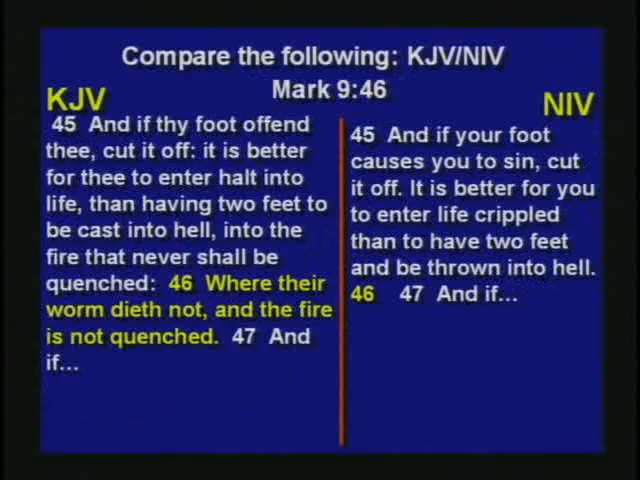 Compare the following: KJV/NIV
Mark 9:46
KJV
45 And if thy foot offend
thee, cut it off: it is better
for thee to enter halt into
life, than having two feet to
be cast into hell, into the
fire that never shall be
quenched: 46 Where their
worm dieth not, and the fire
is not quenched. 47 And
if...
NIV
45 And if your foot
causes you to sin, cut
it off. It is better for you
to enter life crippled
than to have two feet
and be thrown into hell.
46 47 And if...